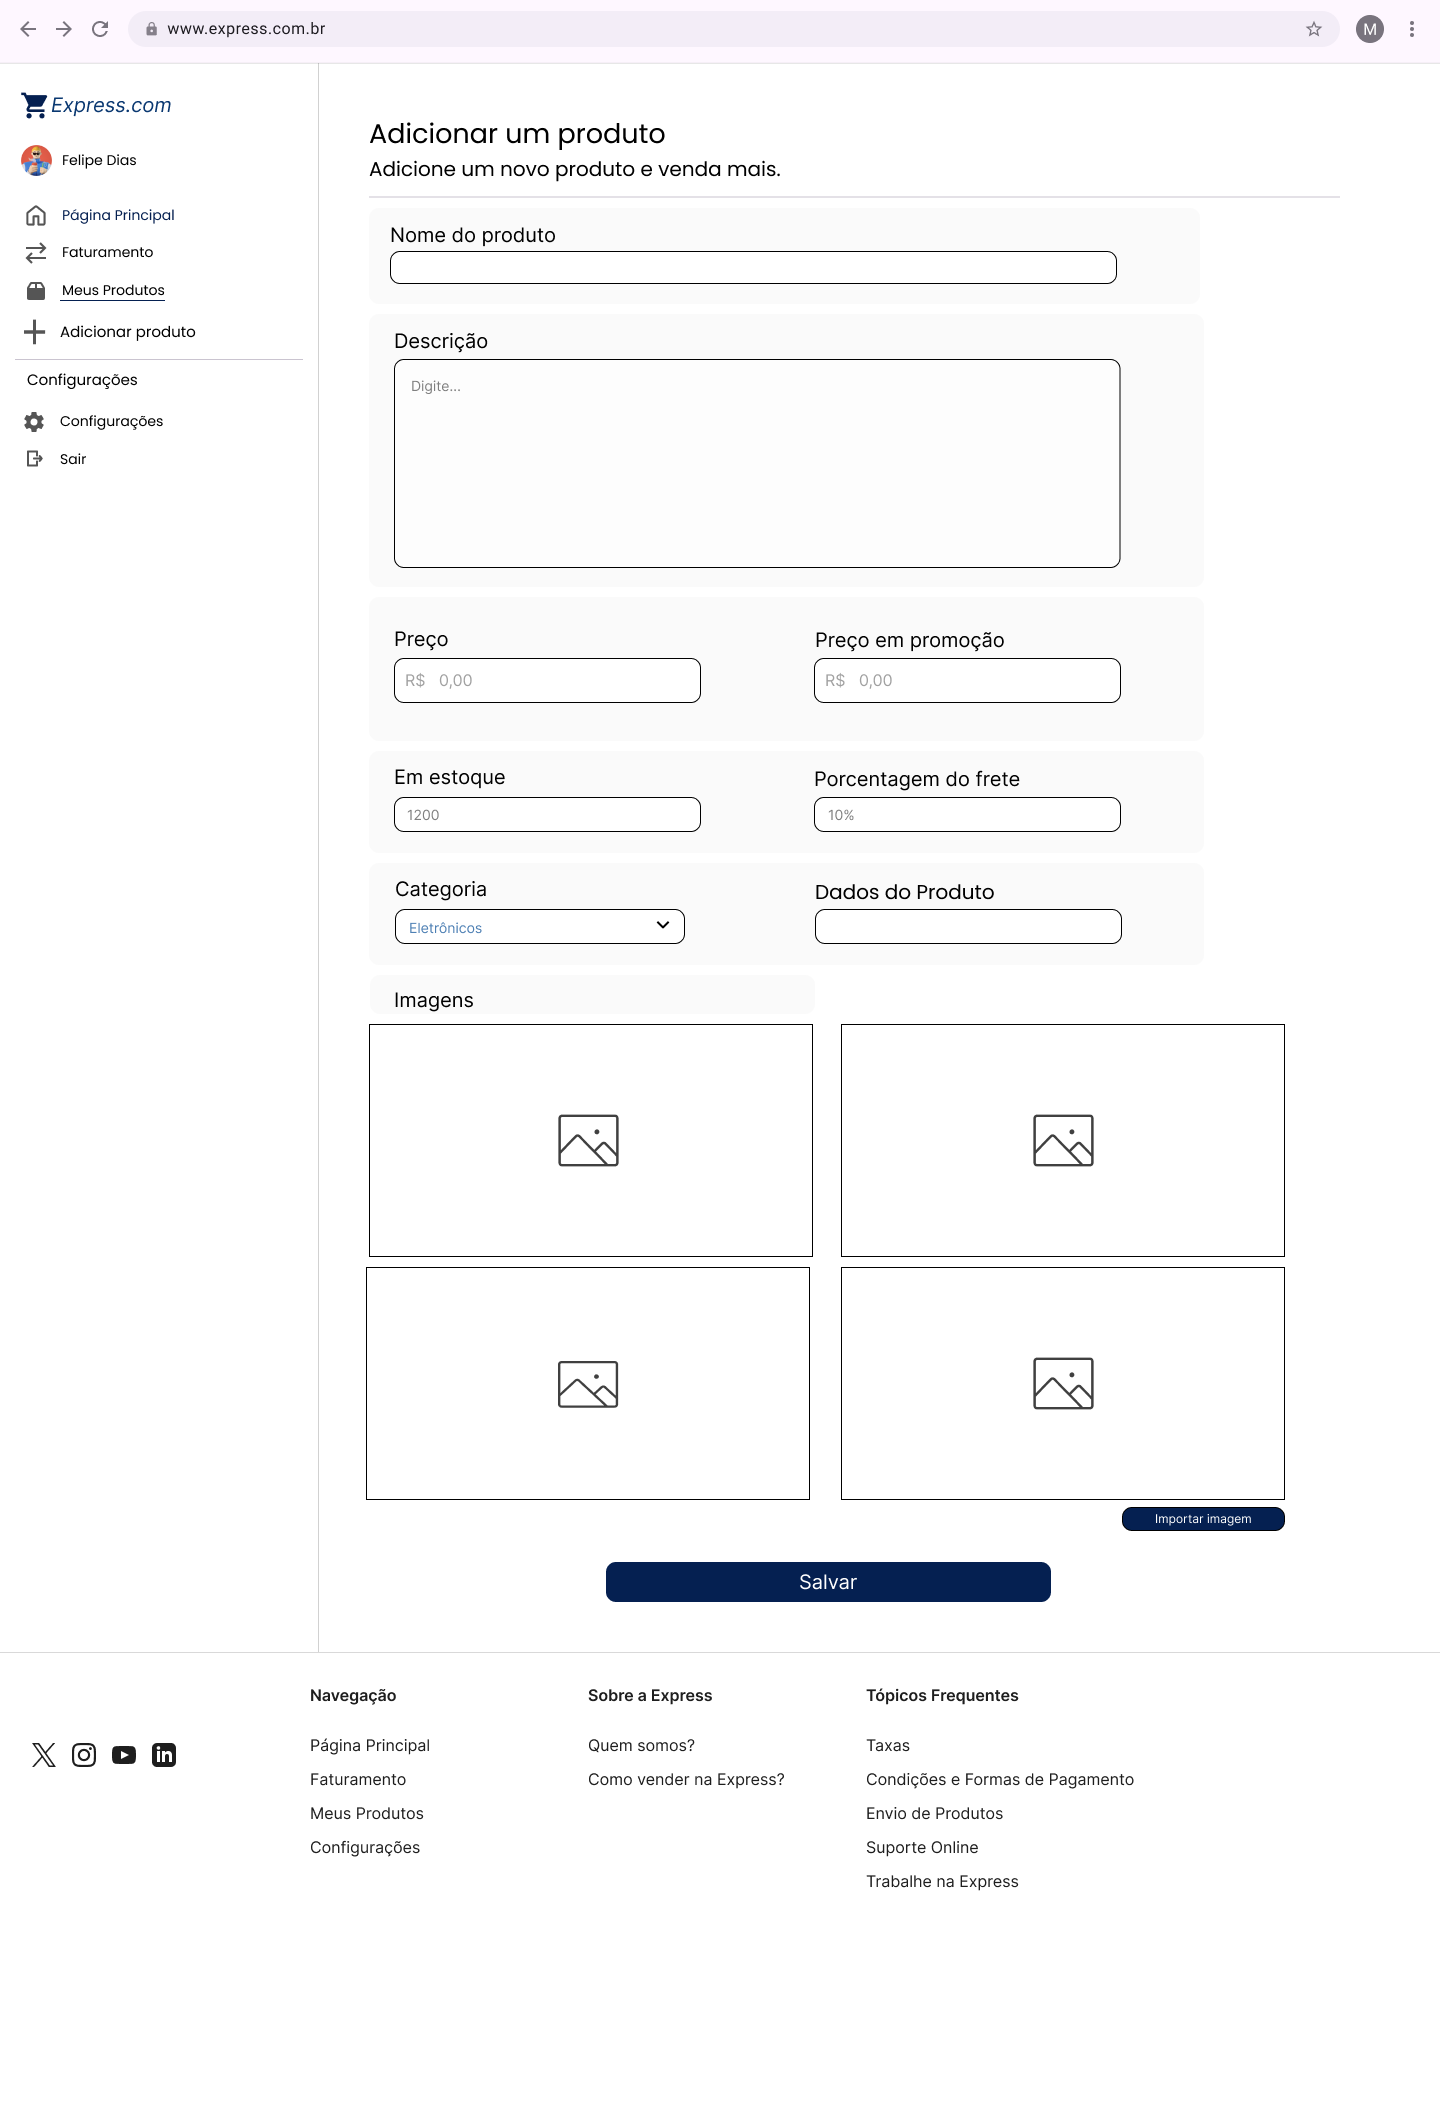 www.express.com.br
M
Express.com
Felipe Dias
Página Principal
Faturamento
Meus Produtos
Adicionar produto
Configurações
Configurações
Sair
Adicionar um produto
Adicione um novo produto e venda mais.
Nome do produto
Descrição
Digite...
Preço
Preço em promoção
R$ 0,00
R$ 0,00
Em estoque
Porcentagem do frete
1200
10%
Categoria
Dados do Produto
Eletrônicos
Imagens
Importar imagem
Salvar
Navegação
Sobre a Express
Tópicos Frequentes
Página Principal
Quem somos?
Taxas
Faturamento
Como vender na Express?
Condições e Formas de Pagamento
Meus Produtos
Envio de Produtos
Configurações
Suporte Online
Trabalhe na Express